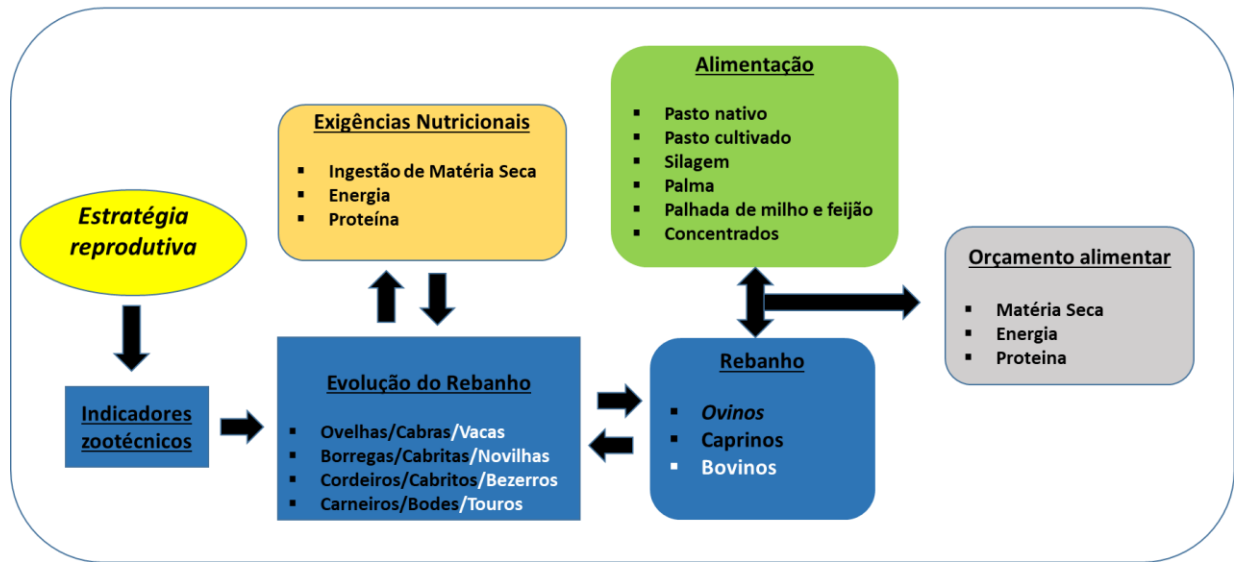 Estratégia
reprodutiva
Indicadores
zootécnicos
Exigências Nutricionais
▪ Ingestão de Matéria Seca
▪ Energia
▪ Proteína
Evolução do Rebanho
▪ Ovelhas/Cabras/Vacas
▪ Borregas/Cabritas/Novilhas
▪ Cordeiros/Cabritos/Bezerros
▪ Carneiros/Bodes/Touros
Alimentação
▪ Pasto nativo
▪ Pasto cultivado
▪ Silagem
▪ Palma
▪ Palhada de milho e feijão
▪ Concentrados
Rebanho
▪ Ovinos
▪ Caprinos
▪ Bovinos
Orçamento alimentar
▪ Matéria Seca
▪ Energia
▪ Proteina